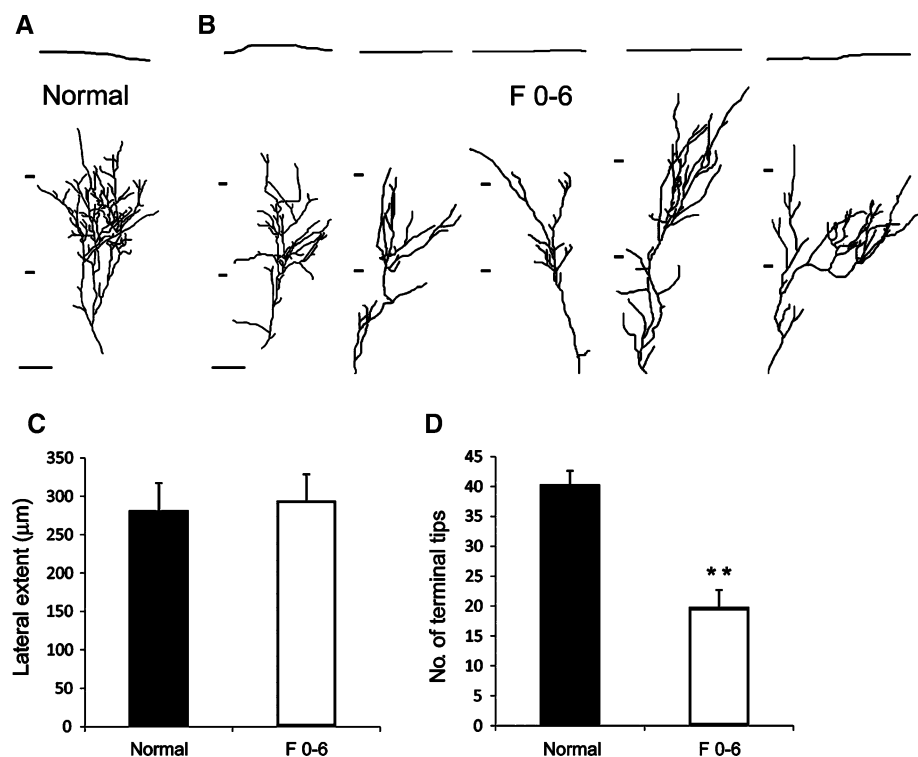 A
B
Normal
F 0-6
C
Lateral extent (μm)
350
300
250
200
150
100
50
0
Normal
F 0-6
D
No. of terminal tips
45
40
35
30
25
20
15
10
5
0
**
Normal
F 0-6